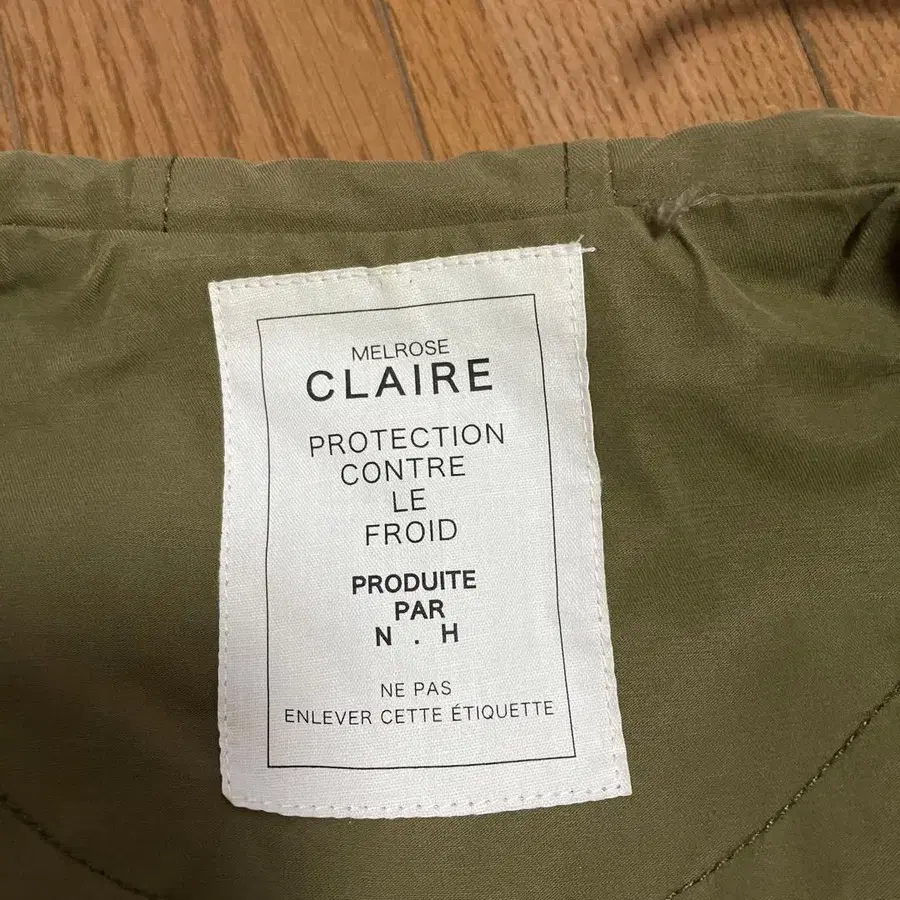 MELROSE
CLAIRE
PROTECTION
CONTRE
LE
FROID
PRODUITE
PAR
N . H
NE PAS
ENLEVER CETTE ÉTIQUETTE